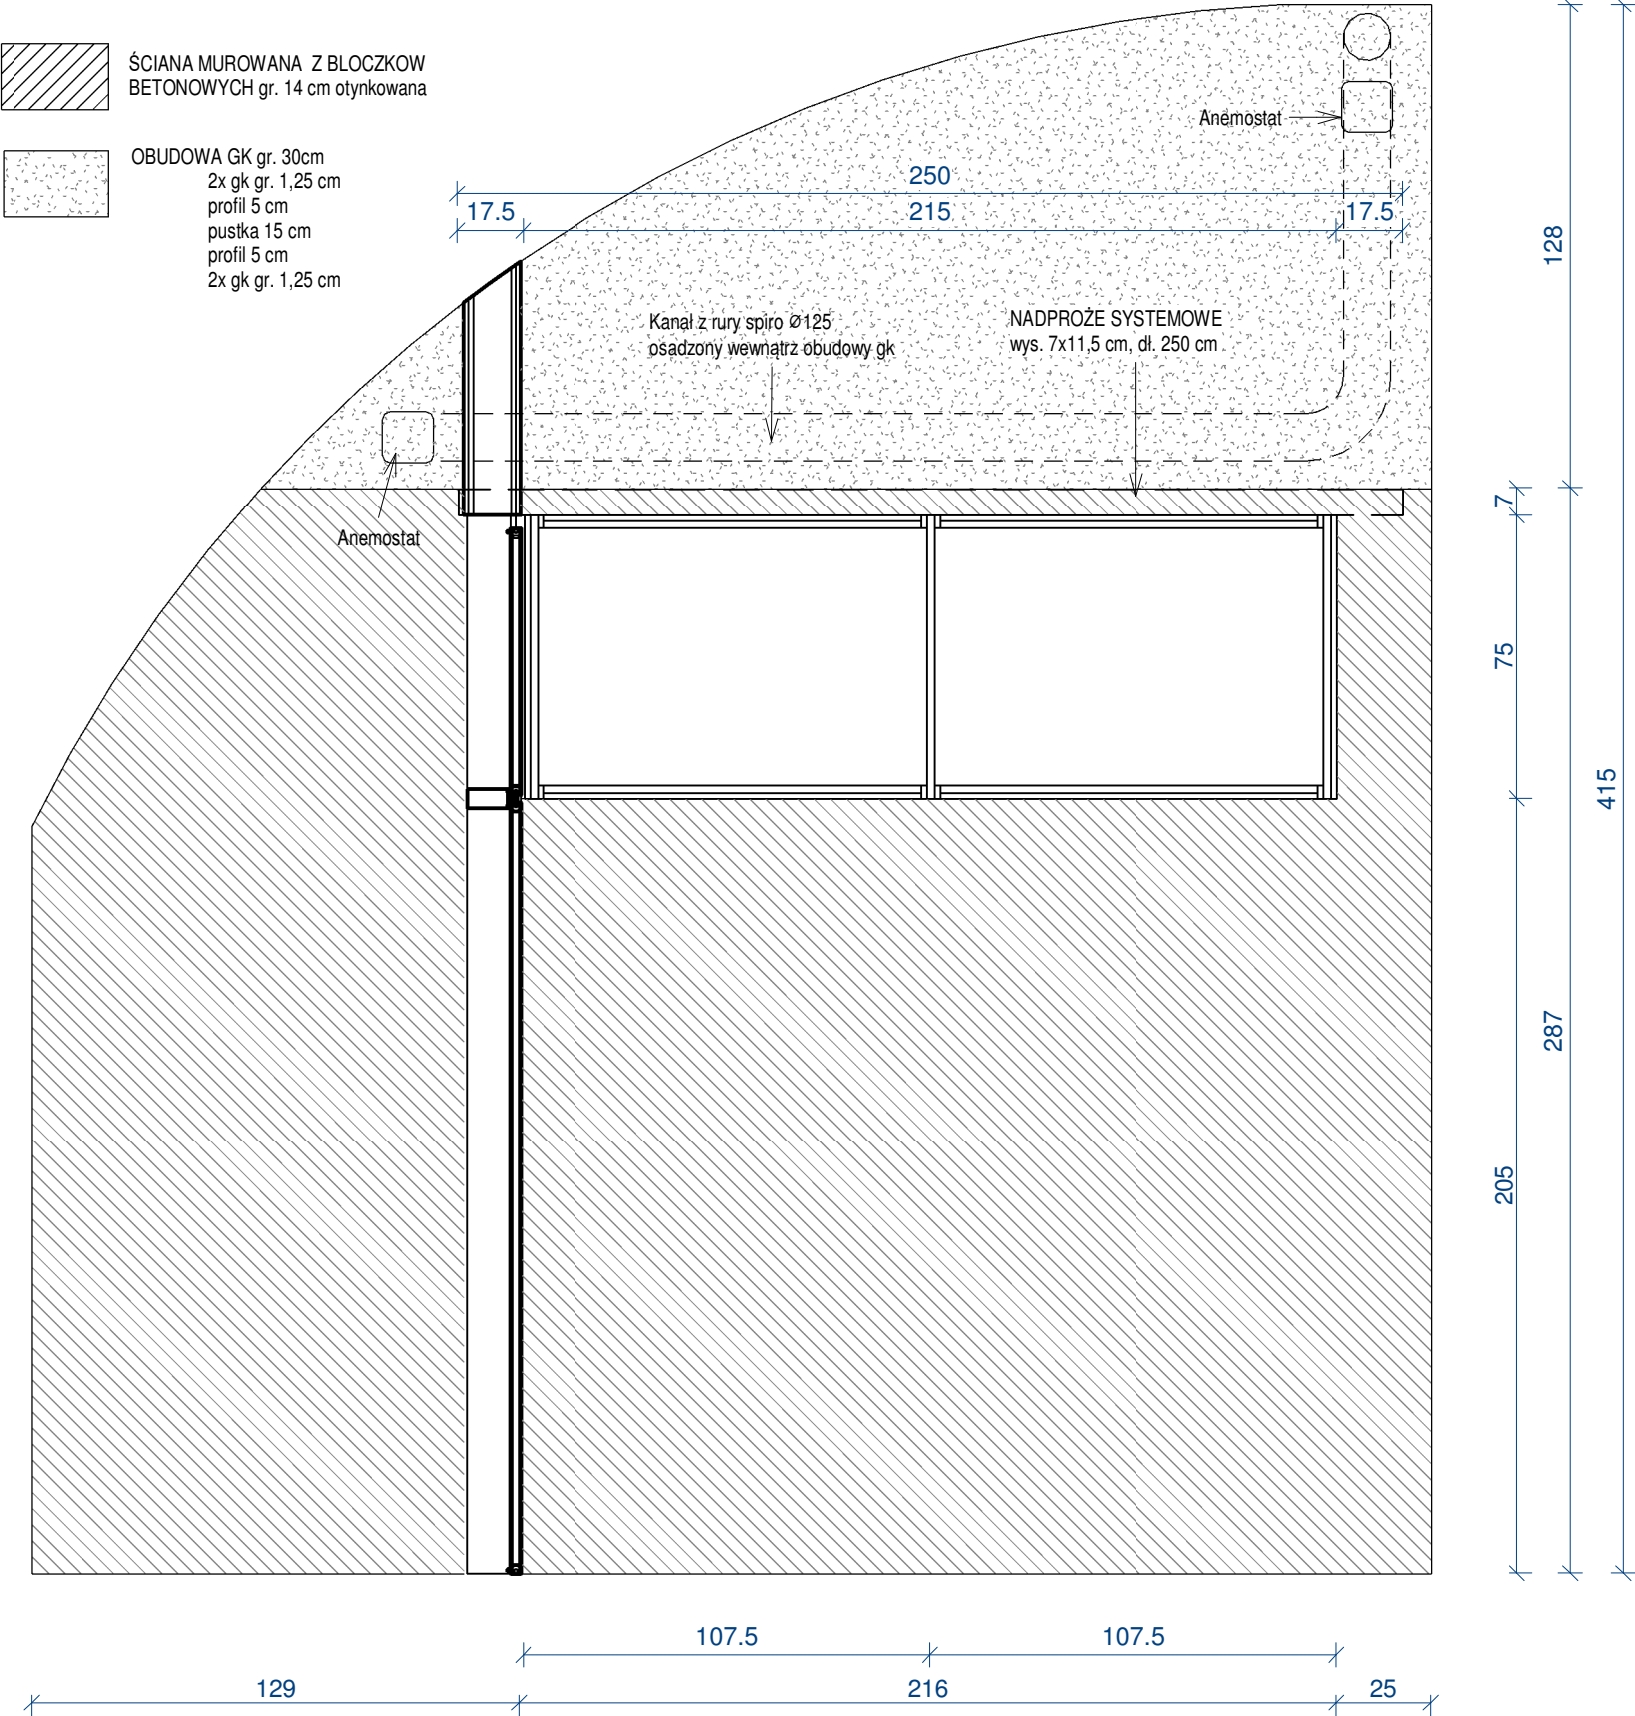 ŚCIANA MUROWANA Z BLOCZKOW
BETONOWYCH gr. 14 cm otynkowana
OBUDOWA GK gr. 30cm
2x gk gr. 1,25 cm
profil 5 cm
pustka 15 cm
profil 5 cm
2x gk gr. 1,25 cm
Anemostat
250
17.5
215
17.5
128
Kanał z rury spiro Ø125
osadzony wewnątrz obudowy gk
NADPROŻE SYSTEMOWE
wys. 7x11,5 cm, dł. 250 cm
Anemostat
7
75
415
287
205
107.5
107.5
129
216
25